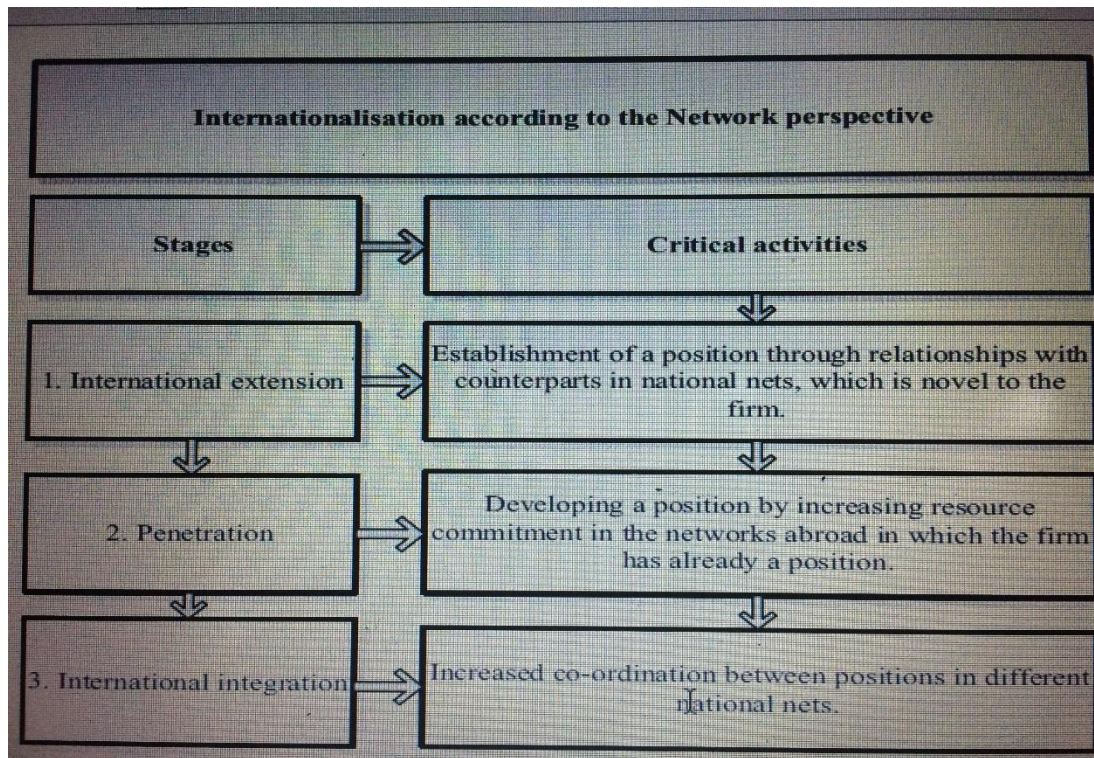 Internationalisation according to the Network perspective
Stages
Critical activities
1. International extension
Establishment of a position through relationships with
counterparts in national nets, which is novel to the
firm.
2. Penetration
Developing a position by increasing resource
commitment in the networks abroad in which the firm
has already a position.
3. International integration
Increased co-ordination between positions in different
national nets.